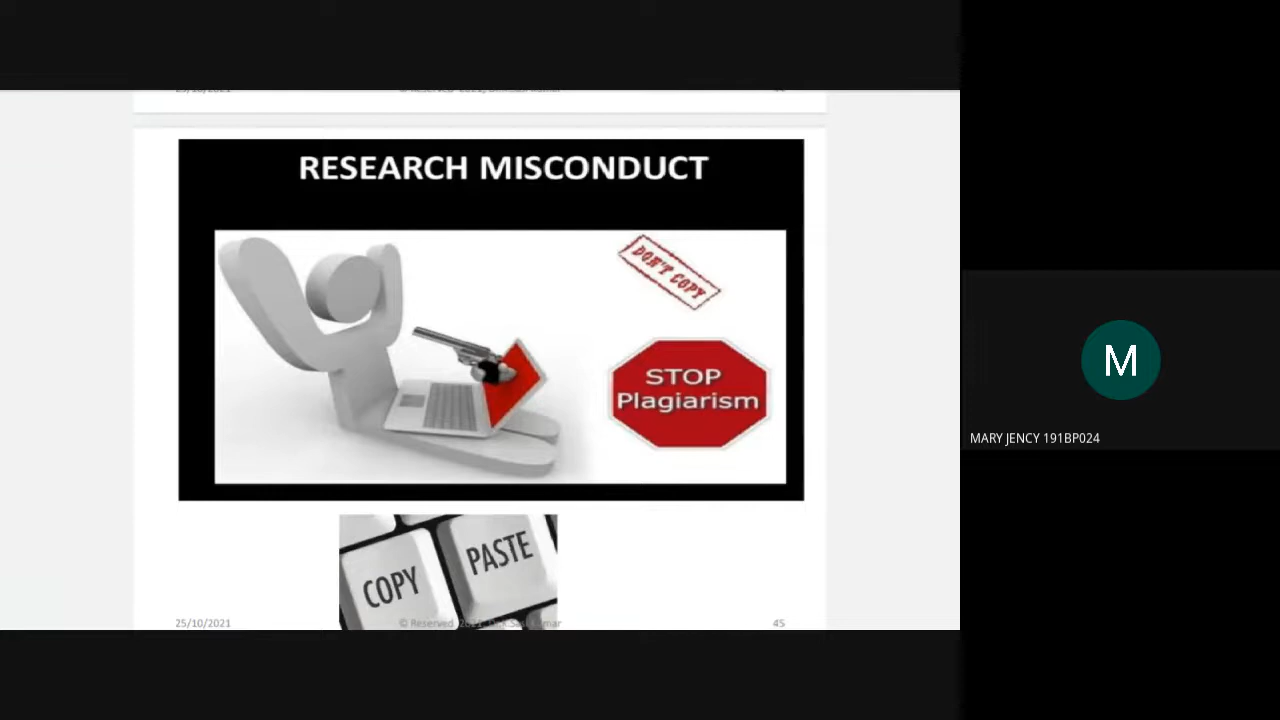 RESEARCH MISCONDUCT
DON'T COPY
STOP
Plagiarism
COPY
PASTE
25/10/2021
© Reserved
45
M
MARY JENCY 191BP024